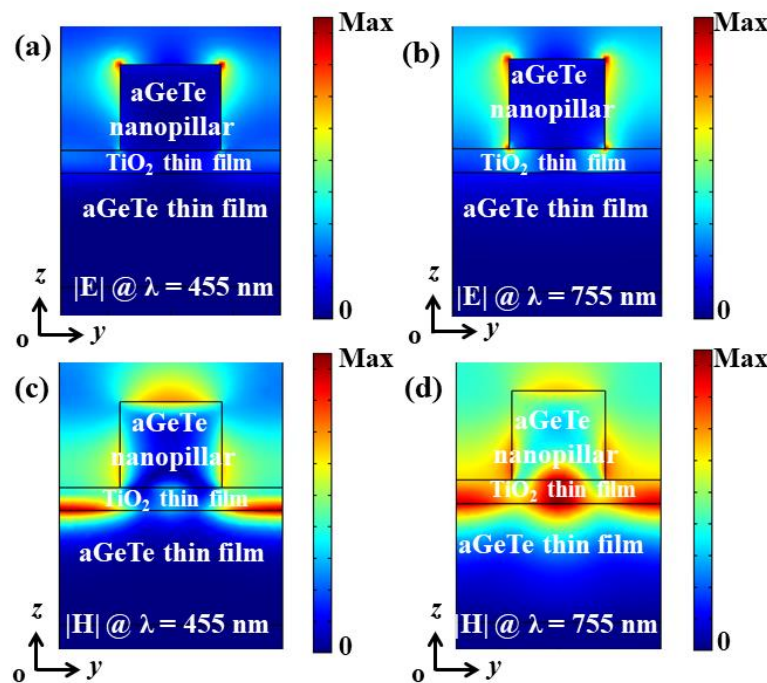 (a)
Max
aGeTe
nanopillar
TiO₂ thin film
aGeTe thin film
|E| @ λ = 455 nm
0
z
o
y
(b)
Max
aGeTe
nanopillar
TiO₂ thin film
aGeTe thin film
|E| @ λ = 755 nm
0
z
o
y
(c)
Max
aGeTe
nanopillar
TiO₂ thin film
aGeTe thin film
|H| @ λ = 455 nm
0
z
o
y
(d)
Max
aGeTe
nanopillar
TiO₂ thin film
aGeTe thin film
|H| @ λ = 755 nm
0
z
o
y